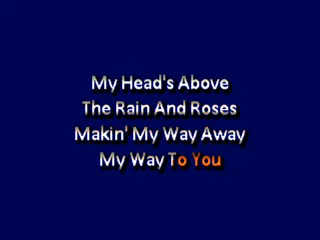 My Head's Above
The Rain And Roses
Makin' My Way Away
My Way To You